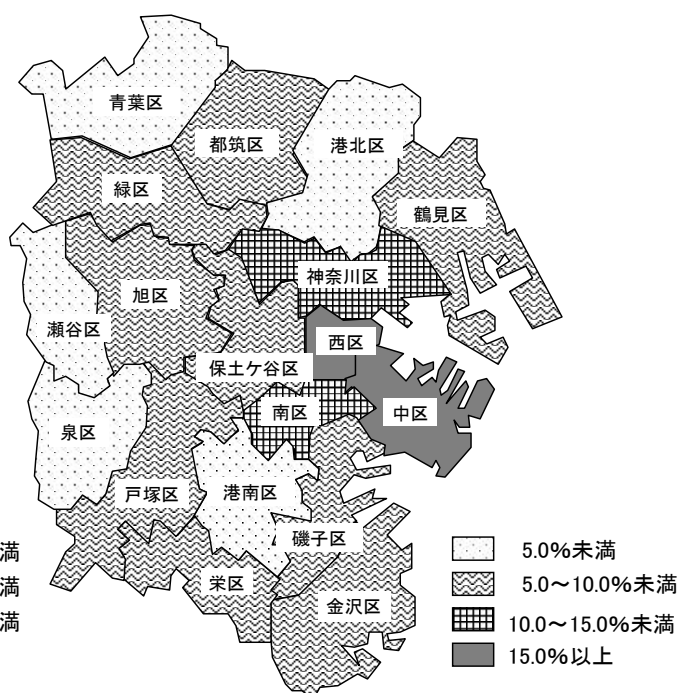 青葉区
都筑区
港北区
緑区
鶴見区
神奈川区
旭区
瀬谷区
西区
保土ケ谷区
南区
中区
泉区
戸塚区
港南区
磯子区
栄区
金沢区
満
満
満
5.0%未満
5.0~10.0%未満
10.0~15.0%未満
15.0%以上